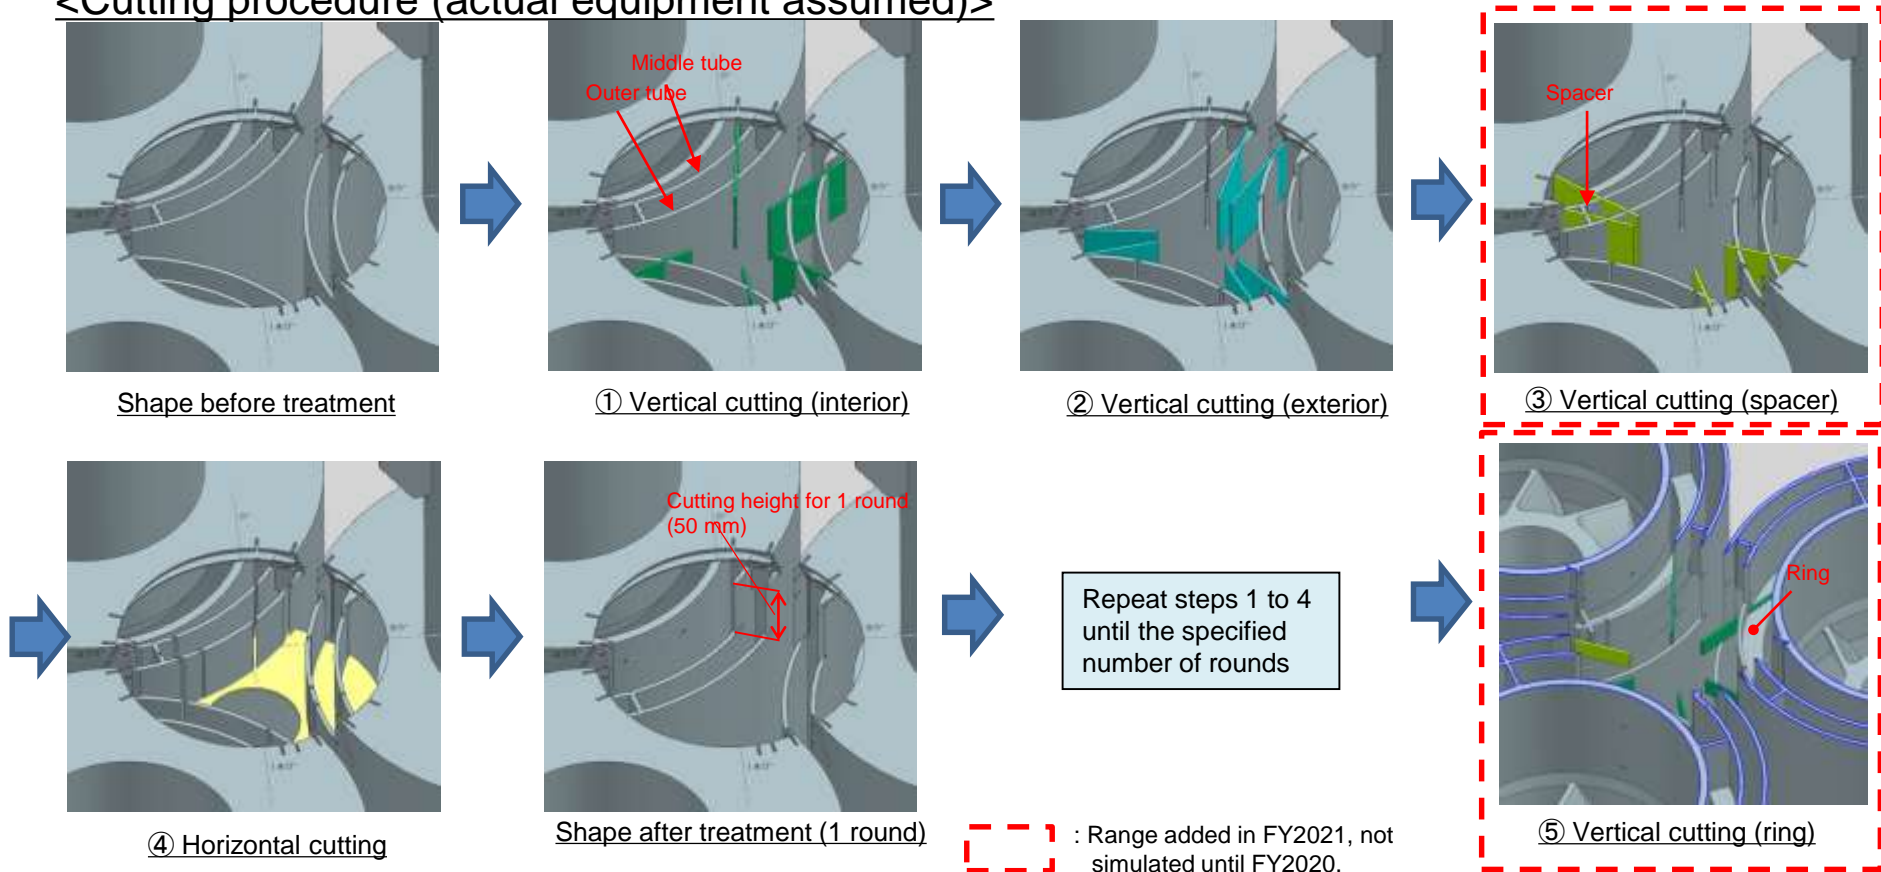 <Cutting procedure (actual equipment assumed)>
Middle tube
Outer tube
Spacer
Shape before treatment
① Vertical cutting (interior)
② Vertical cutting (exterior)
③ Vertical cutting (spacer)
Cutting height for 1 round
(50 mm)
Repeat steps 1 to 4
until the specified
number of rounds
Ring
④ Horizontal cutting
Shape after treatment (1 round)
: Range added in FY2021, not
simulated until FY2020.
⑤ Vertical cutting (ring)